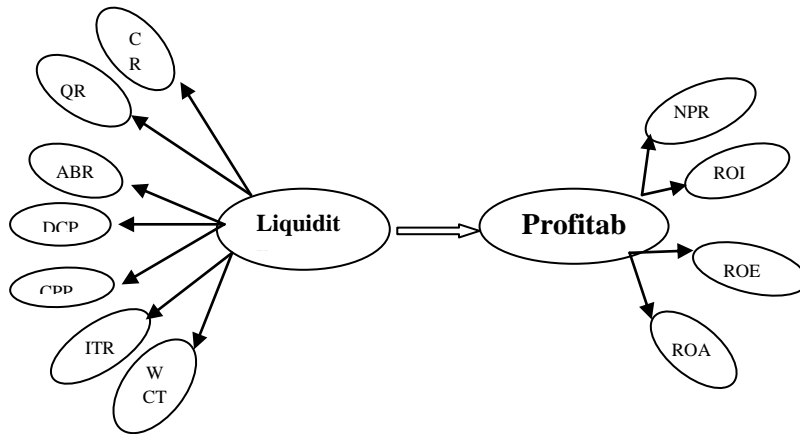 C
R
QR
ABR
DCP
CPP
ITR
W
CT
Liquidit
Profitab
NPR
ROI
ROE
ROA